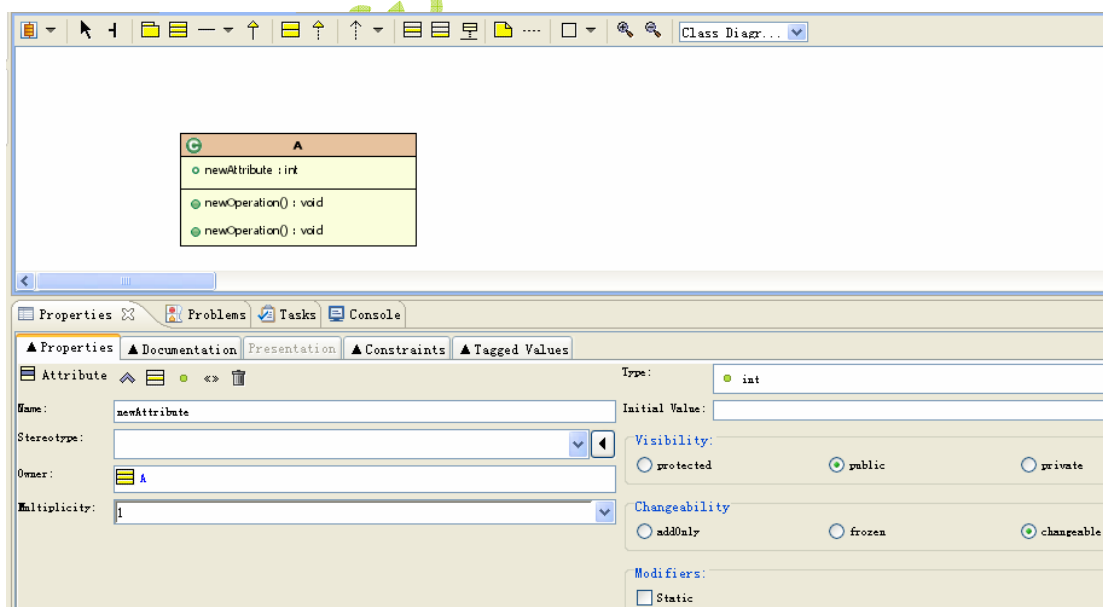 Class Diagr...
A
newAttribute : int
newOperation() : void
newOperation() : void
Properties Problems Tasks Console
Properties Documentation Presentation Constraints Tagged Values
Attribute
Name: newAttribute
Stereotype:
Owner: A
Multiplicity: 1
Type: int
Initial Value:
Visibility:
protected public private
Changeability
addOnly frozen changeable
Modifiers:
Static